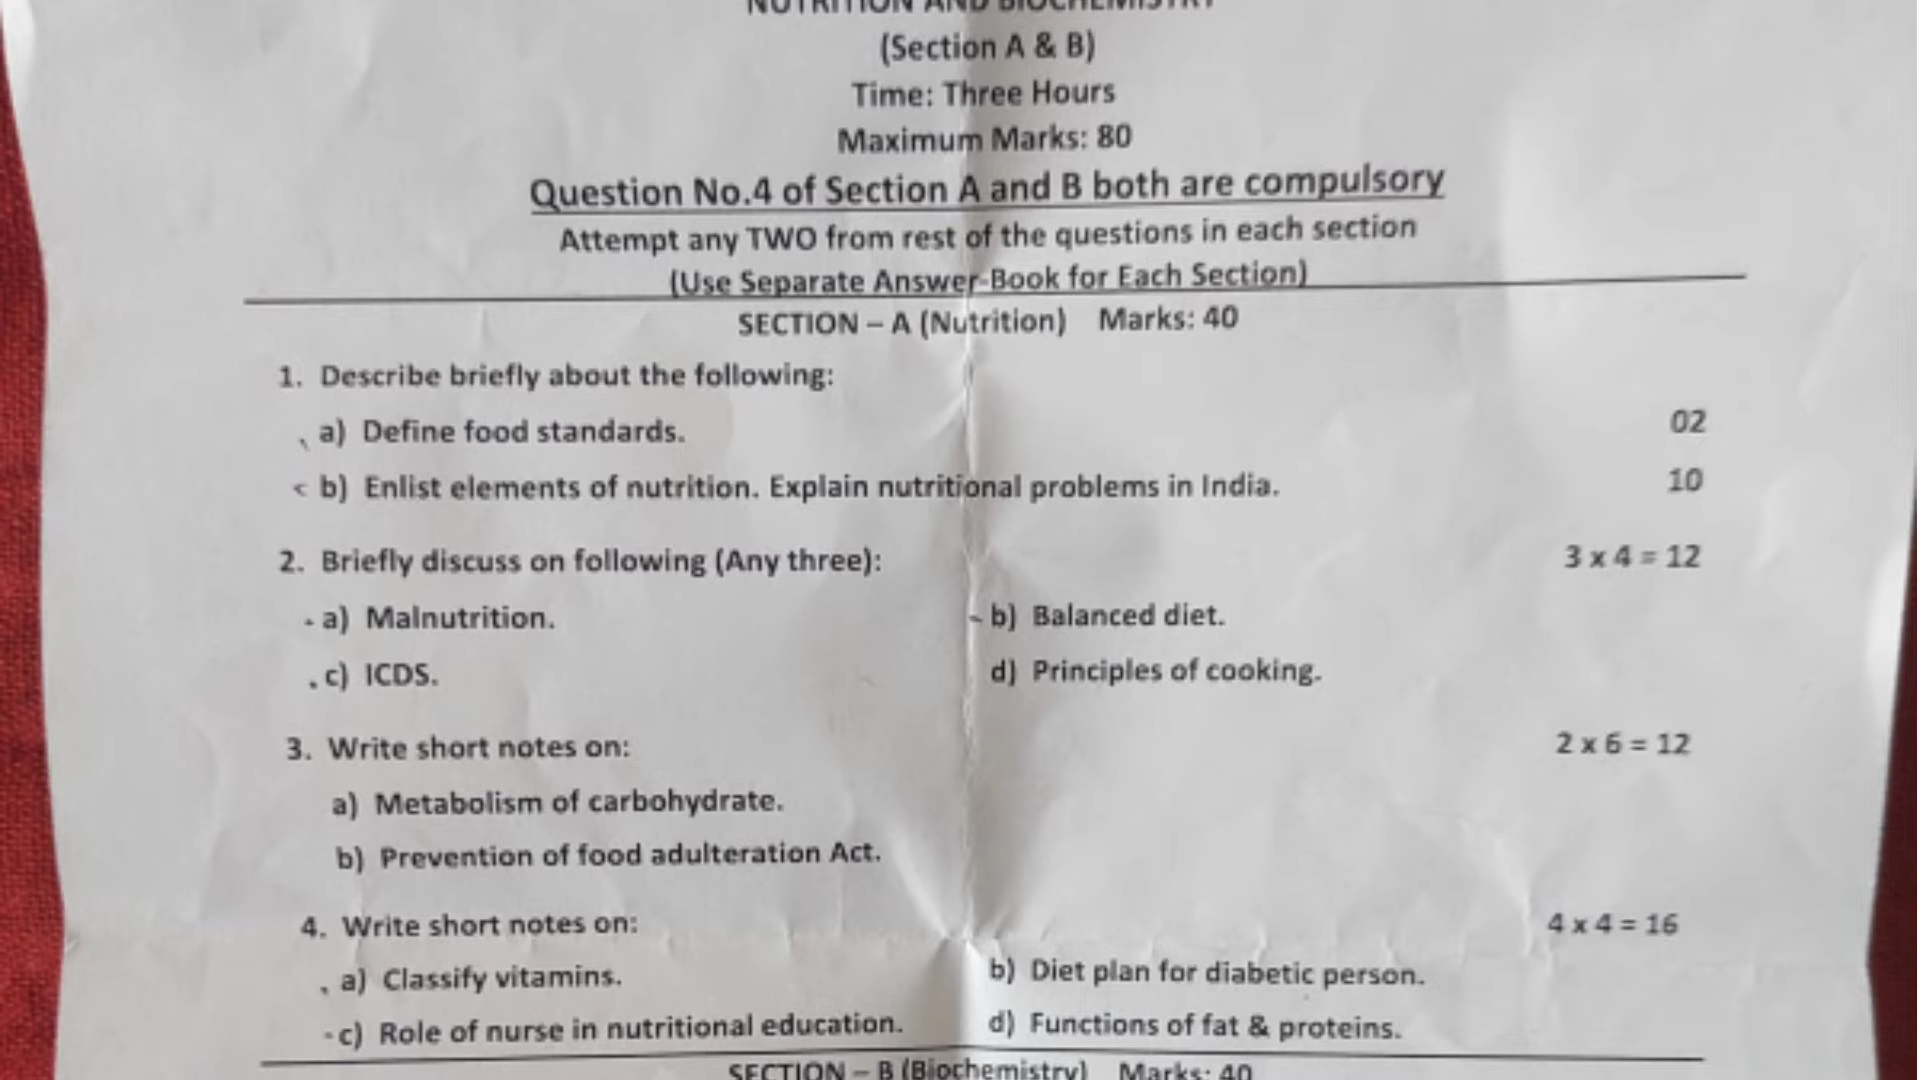 NUTRITION AND BIOCHEMISTRY
(Section A & B)
Time: Three Hours
Maximum Marks: 80
Question No.4 of Section A and B both are compulsory
Attempt any TWO from rest of the questions in each section
(Use Separate Answer-Book for Each Section)
SECTION – A (Nutrition) Marks: 40
1. Describe briefly about the following:
a) Define food standards. 02
b) Enlist elements of nutrition. Explain nutritional problems in India. 10
2. Briefly discuss on following (Any three): 3 x 4 = 12
a) Malnutrition. b) Balanced diet.
c) ICDS. d) Principles of cooking.
3. Write short notes on: 2 x 6 = 12
a) Metabolism of carbohydrate.
b) Prevention of food adulteration Act.
4. Write short notes on: 4 x 4 = 16
a) Classify vitamins. b) Diet plan for diabetic person.
c) Role of nurse in nutritional education. d) Functions of fat & proteins.
SECTION – B (Biochemistry) Marks: 40